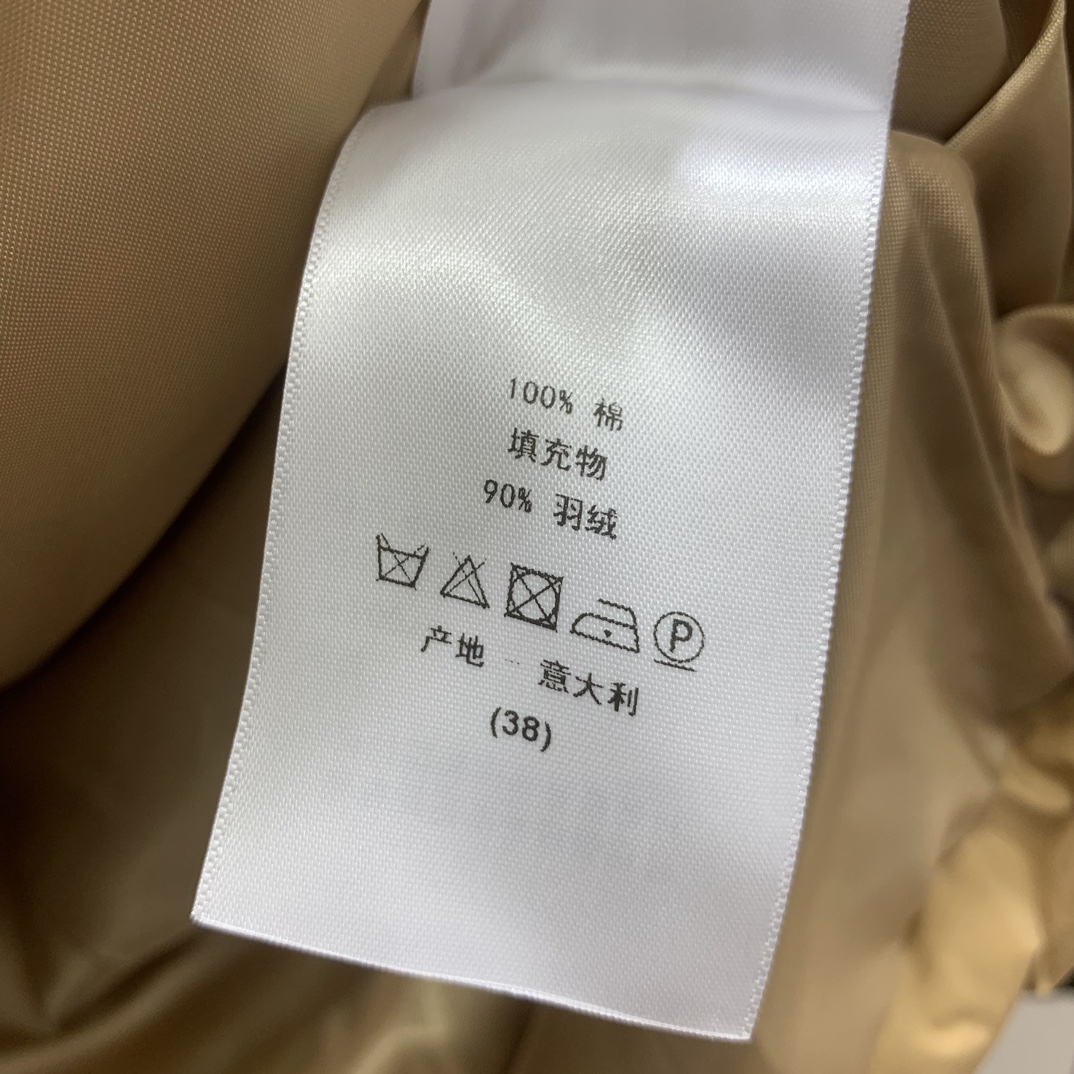 100% 棉
填充物
90% 羽绒
P
产地 -- 意大利
(38)